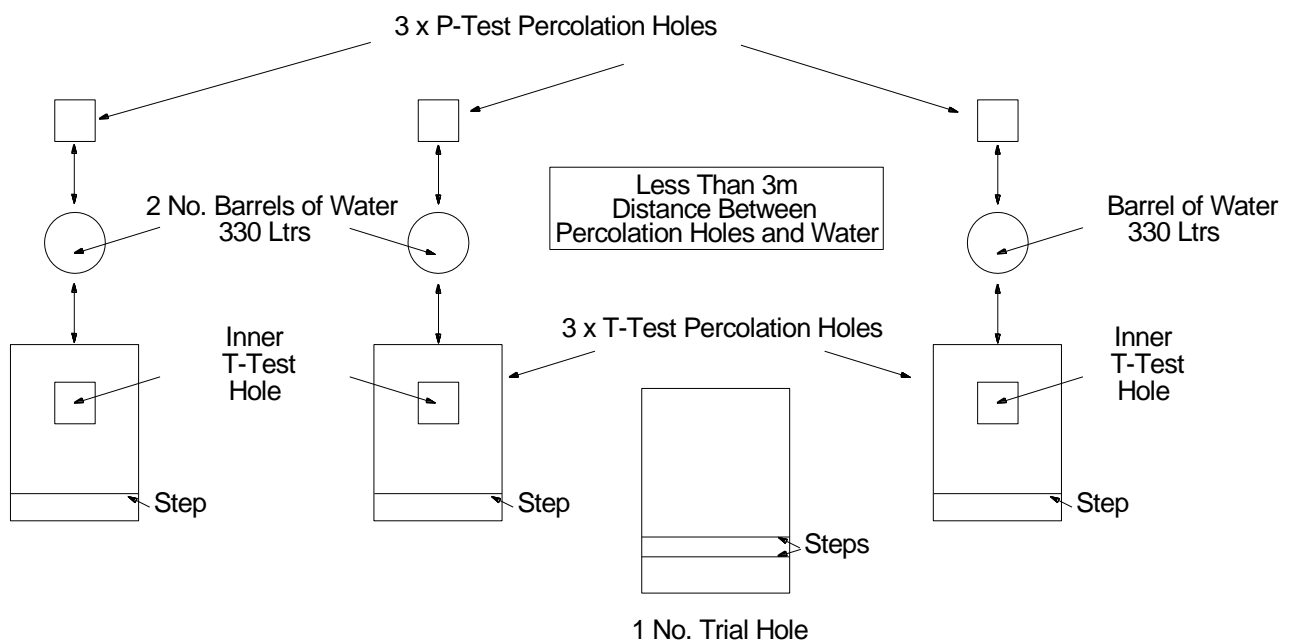 3 x P-Test Percolation Holes
2 No. Barrels of Water
330 Ltrs
Less Than 3m
Distance Between
Percolation Holes and Water
Barrel of Water
330 Ltrs
Inner
T-Test
Hole
3 x T-Test Percolation Holes
Inner
T-Test
Hole
Step
Step
Step
Steps
1 No. Trial Hole